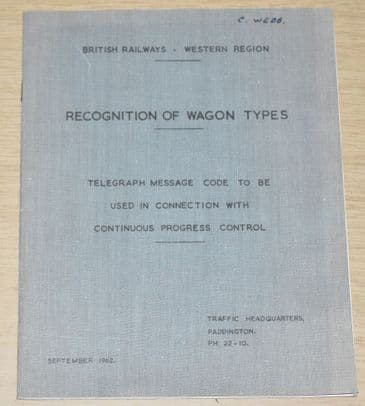 C. WEBB.
BRITISH RAILWAYS - WESTERN REGION
RECOGNITION OF WAGON TYPES
TELEGRAPH MESSAGE CODE TO BE
USED IN CONNECTION WITH
CONTINUOUS PROGRESS CONTROL
TRAFFIC HEADQUARTERS,
PADDINGTON.
PH 22-10.
SEPTEMBER 1962.